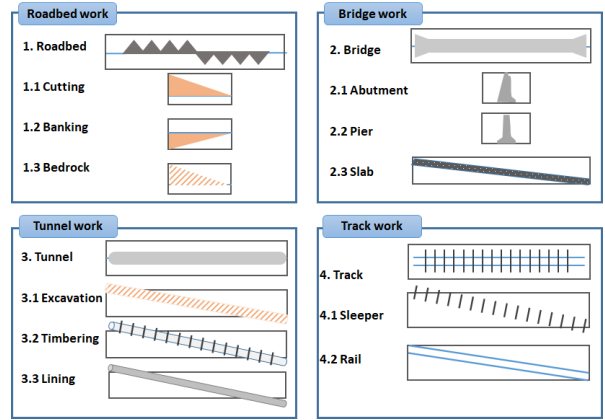 Roadbed work
1. Roadbed
1.1 Cutting
1.2 Banking
1.3 Bedrock
Bridge work
2. Bridge
2.1 Abutment
2.2 Pier
2.3 Slab
Tunnel work
3. Tunnel
3.1 Excavation
3.2 Timbering
3.3 Lining
Track work
4. Track
4.1 Sleeper
4.2 Rail